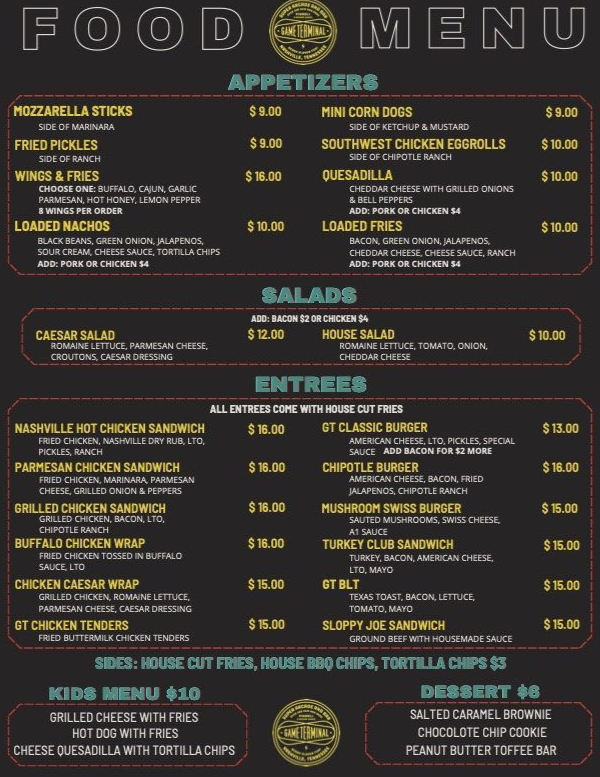 FOOD MENU
GAME TERMINAL
NASHVILLE, TENNESSEE
APPETIZERS
MOZZARELLA STICKS $ 9.00
SIDE OF MARINARA
FRIED PICKLES $ 9.00
SIDE OF RANCH
WINGS & FRIES $ 16.00
CHOOSE ONE: BUFFALO, CAJUN, GARLIC
PARMESAN, HOT HONEY, LEMON PEPPER
8 WINGS PER ORDER
LOADED NACHOS $ 10.00
BLACK BEANS, GREEN ONION, JALAPENOS,
SOUR CREAM, CHEESE SAUCE, TORTILLA CHIPS
ADD: PORK OR CHICKEN $4
MINI CORN DOGS $ 9.00
SIDE OF KETCHUP & MUSTARD
SOUTHWEST CHICKEN EGGROLLS $ 10.00
SIDE OF CHIPOTLE RANCH
QUESADILLA $ 10.00
CHEDDAR CHEESE WITH GRILLED ONIONS
& BELL PEPPERS
ADD: PORK OR CHICKEN $4
LOADED FRIES $ 10.00
BACON, GREEN ONION, JALAPENOS,
CHEDDAR CHEESE, CHEESE SAUCE, RANCH
ADD: PORK OR CHICKEN $4
SALADS
ADD: BACON $2 OR CHICKEN $4
CAESAR SALAD $ 12.00
ROMAINE LETTUCE, PARMESAN CHEESE,
CROUTONS, CAESAR DRESSING
HOUSE SALAD $ 10.00
ROMAINE LETTUCE, TOMATO, ONION,
CHEDDAR CHEESE
ENTREES
ALL ENTREES COME WITH HOUSE CUT FRIES
NASHVILLE HOT CHICKEN SANDWICH $ 16.00
FRIED CHICKEN, NASHVILLE DRY RUB, LTO,
PICKLES, RANCH
PARMESAN CHICKEN SANDWICH $ 16.00
FRIED CHICKEN, MARINARA, PARMESAN
CHEESE, GRILLED ONION & PEPPERS
GRILLED CHICKEN SANDWICH $ 16.00
GRILLED CHICKEN, BACON, LTO,
CHIPOTLE RANCH
BUFFALO CHICKEN WRAP $ 16.00
FRIED CHICKEN TOSSED IN BUFFALO
SAUCE, LTO
CHICKEN CAESAR WRAP $ 15.00
GRILLED CHICKEN, ROMAINE LETTUCE,
PARMESAN CHEESE, CAESAR DRESSING
GT CHICKEN TENDERS $ 15.00
FRIED BUTTERMILK CHICKEN TENDERS
GT CLASSIC BURGER $ 13.00
AMERICAN CHEESE, LTO, PICKLES, SPECIAL
SAUCE ADD BACON FOR $2 MORE
CHIPOTLE BURGER $ 16.00
AMERICAN CHEESE, BACON, FRIED
JALAPENOS, CHIPOTLE RANCH
MUSHROOM SWISS BURGER $ 15.00
SAUTED MUSHROOMS, SWISS CHEESE,
A1 SAUCE
TURKEY CLUB SANDWICH $ 15.00
TURKEY, BACON, AMERICAN CHEESE,
LTO, MAYO
GT BLT $ 15.00
TEXAS TOAST, BACON, LETTUCE,
TOMATO, MAYO
SLOPPY JOE SANDWICH $ 15.00
GROUND BEEF WITH HOUSEMADE SAUCE
SIDES: HOUSE CUT FRIES, HOUSE BBQ CHIPS, TORTILLA CHIPS $3
KIDS MENU $10
GRILLED CHEESE WITH FRIES
HOT DOG WITH FRIES
CHEESE QUESADILLA WITH TORTILLA CHIPS
GAME TERMINAL
NASHVILLE, TENNESSEE
DESSERT $6
SALTED CARAMEL BROWNIE
CHOCOLATE CHIP COOKIE
PEANUT BUTTER TOFFEE BAR